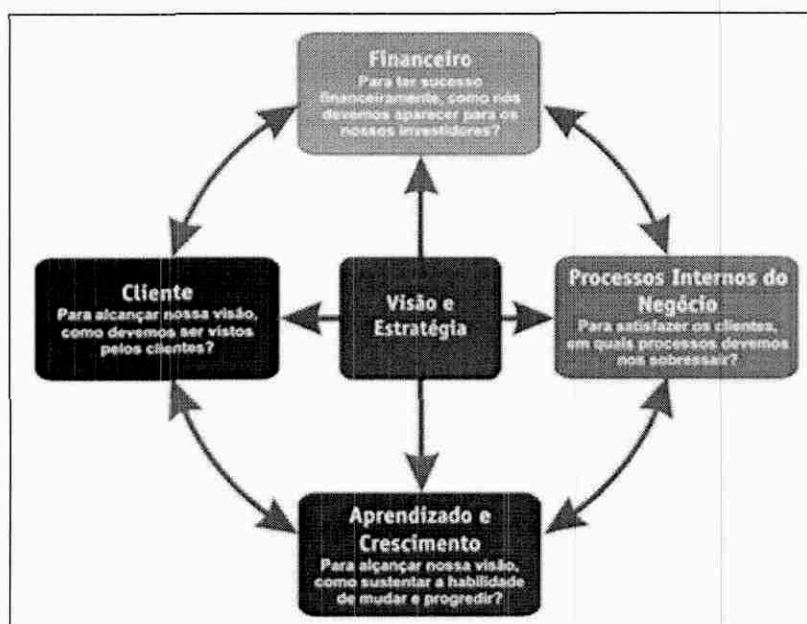 Financeiro
Para ter sucesso
financeiramente, como nós
devemos aparecer para os
nossos investidores?
Cliente
Para alcançar nossa visão,
como devemos ser vistos
pelos clientes?
Visão e
Estratégia
Processos Internos do
Negócio
Para satisfazer os clientes,
em quais processos devemos
nos sobressair?
Aprendizado e
Crescimento
Para alçançar nossa visão,
como sustentar a habilidade
de mudar e progredir?